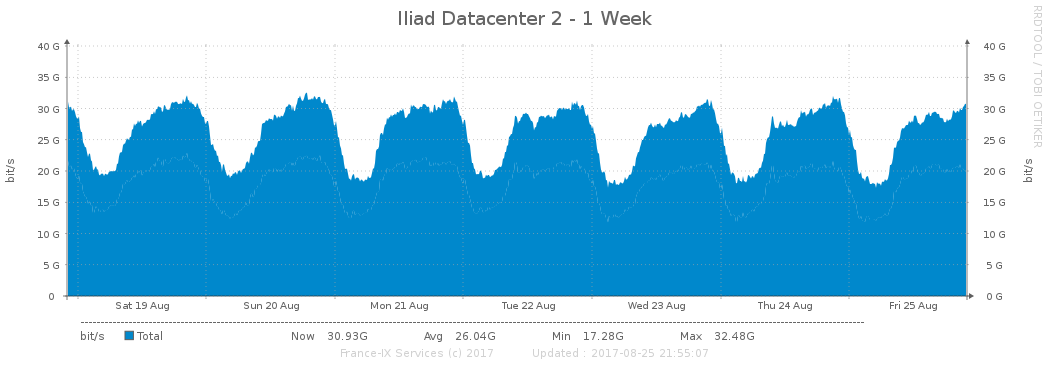 Iliad Datacenter 2 - 1 Week
RRDTOOL / TOBI OETIKER
40 G 40 G
35 G 35 G
30 G 30 G
25 G 25 G
20 G 20 G
15 G 15 G
10 G 10 G
5 G 5 G
0 0 G
bit/s bit/s
Sat 19 Aug Sun 20 Aug Mon 21 Aug Tue 22 Aug Wed 23 Aug Thu 24 Aug Fri 25 Aug
bit/s Total Now 30.93G Avg 26.04G Min 17.28G Max 32.48G
France-IX Services (c) 2017 Updated : 2017-08-25 21:55:07